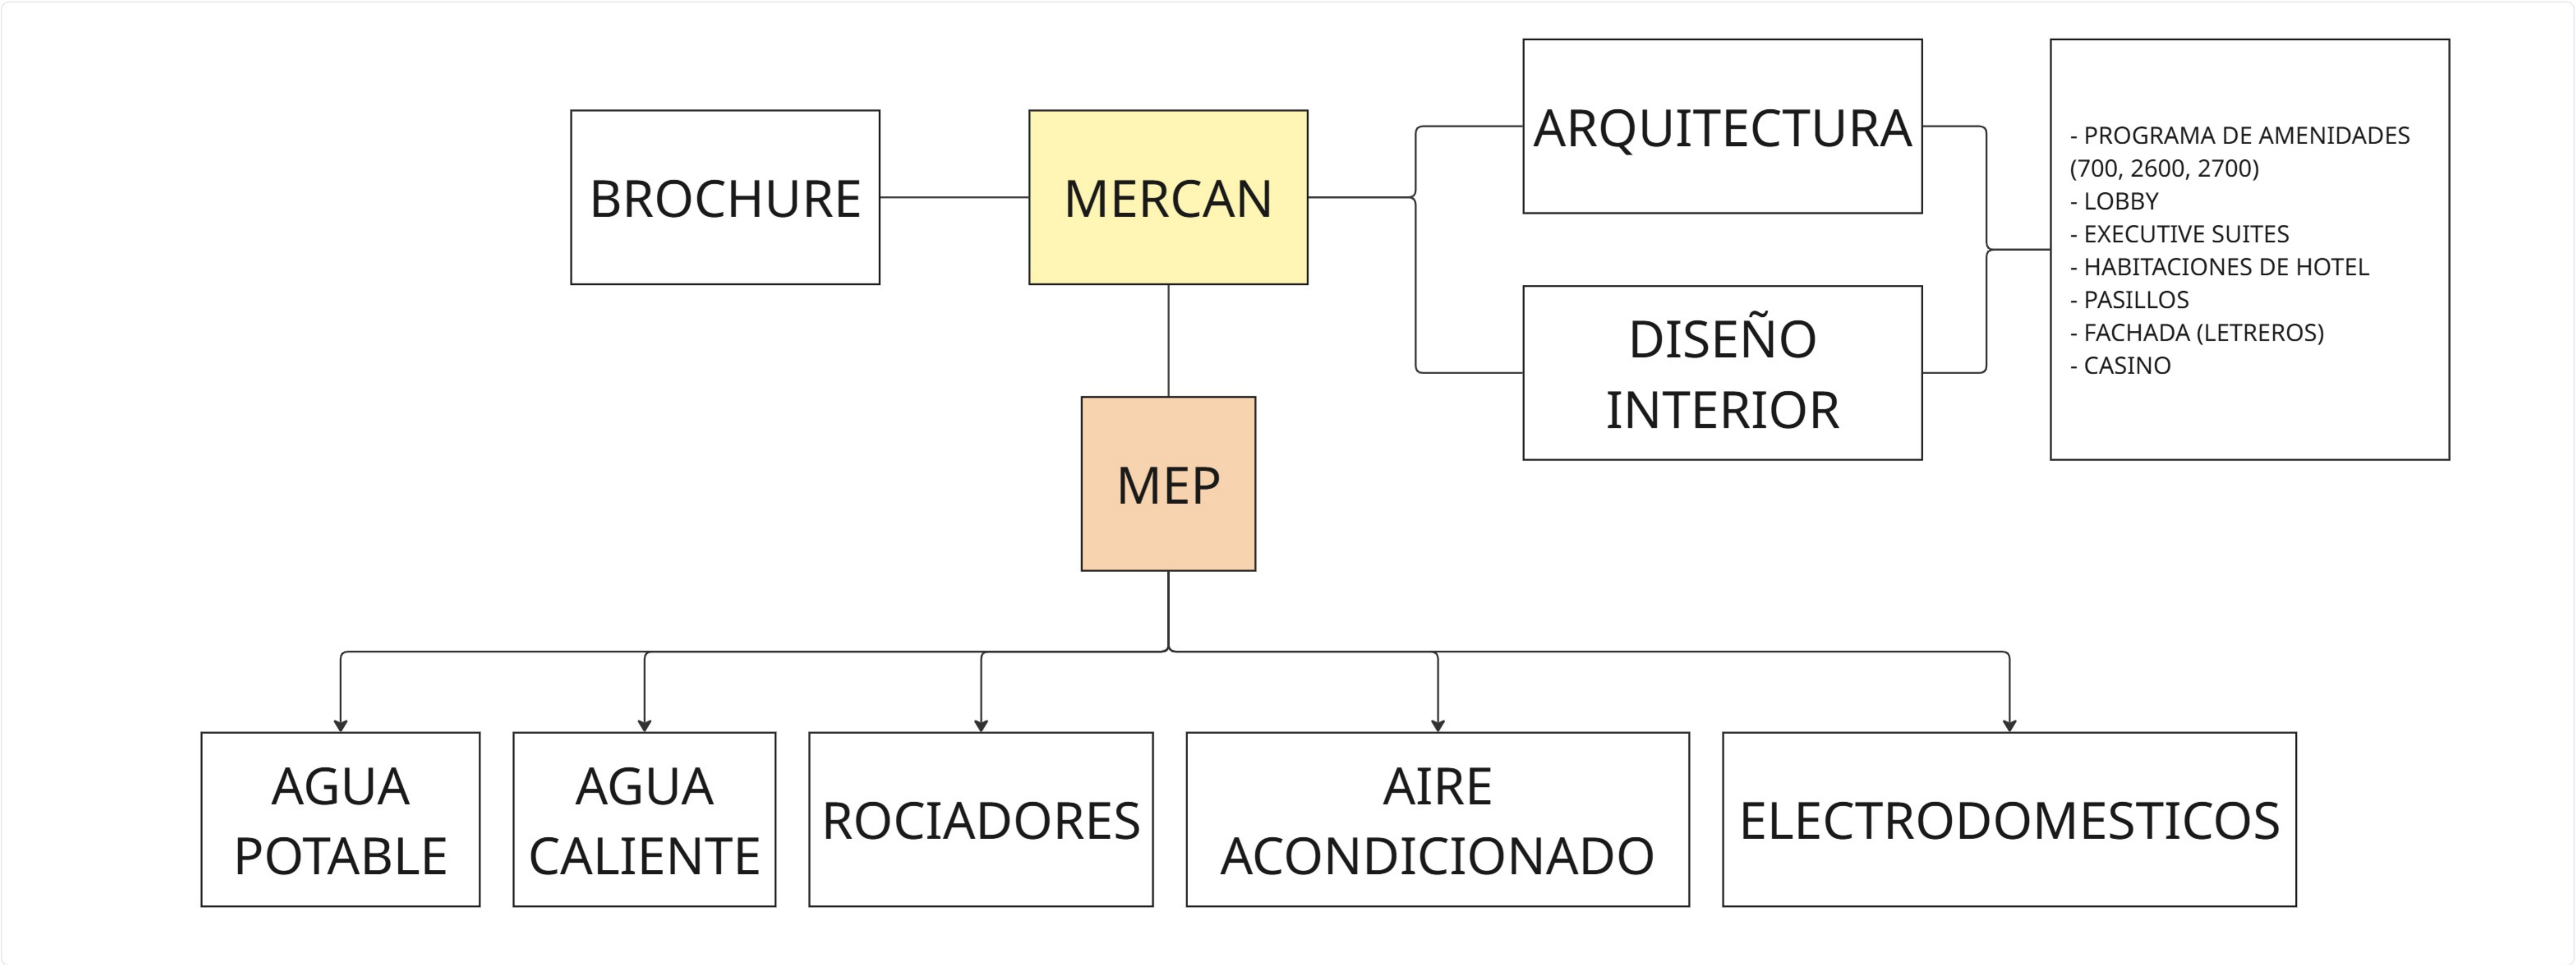 BROCHURE
MERCAN
ARQUITECTURA
DISEÑO
INTERIOR
- PROGRAMA DE AMENIDADES
(700, 2600, 2700)
- LOBBY
- EXECUTIVE SUITES
- HABITACIONES DE HOTEL
- PASILLOS
- FACHADA (LETREROS)
- CASINO
MEP
AGUA
POTABLE
AGUA
CALIENTE
ROCIADORES
AIRE
ACONDICIONADO
ELECTRODOMESTICOS